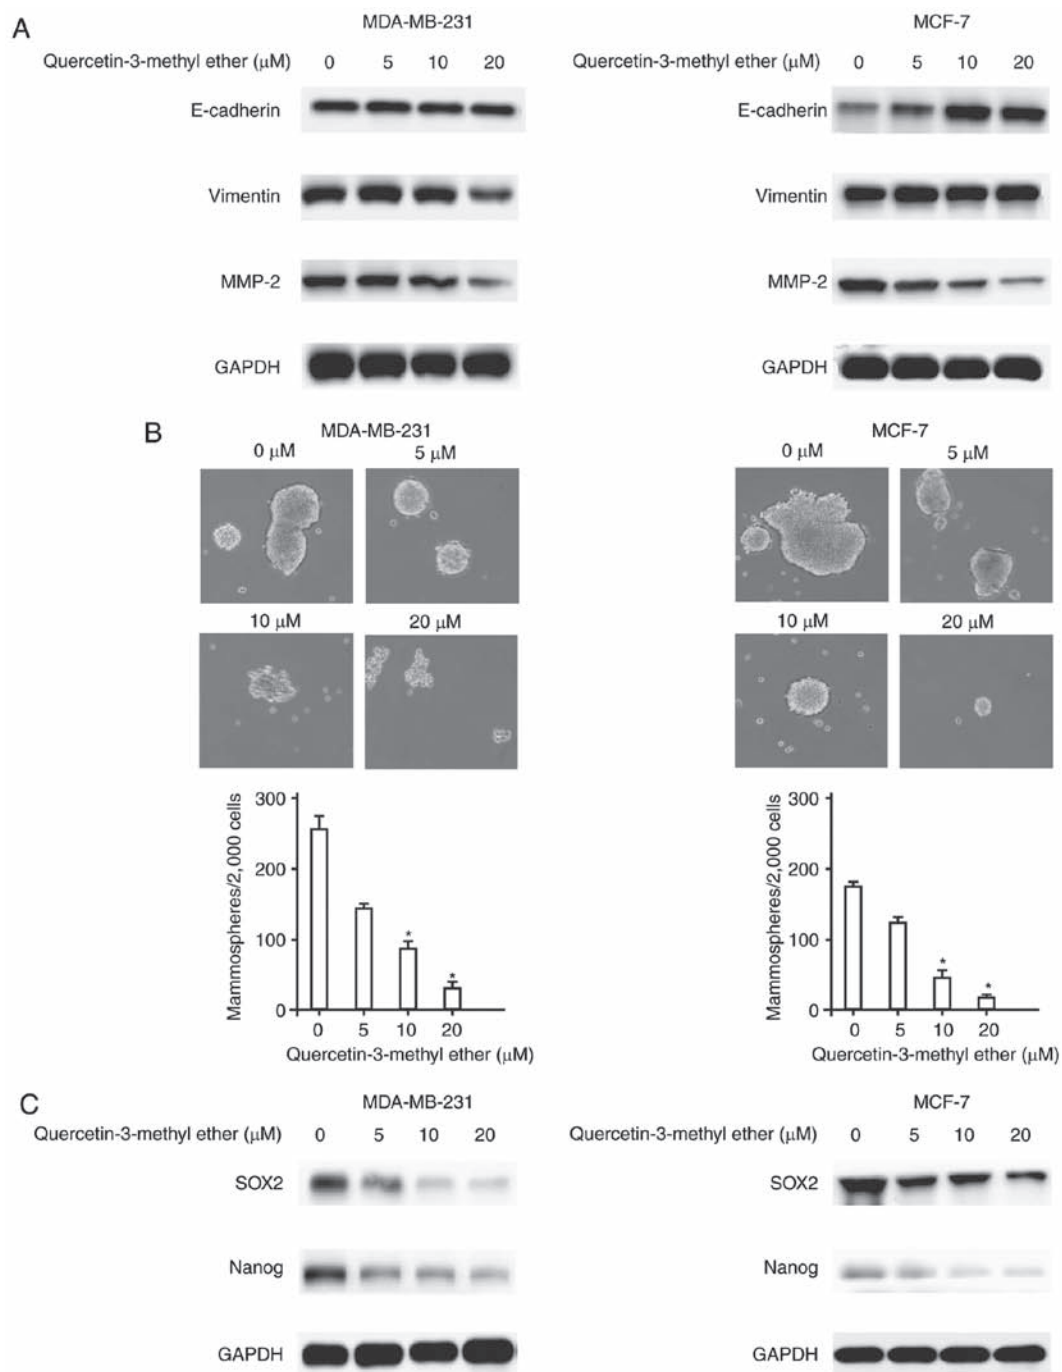 A
MDA-MB-231
MCF-7
Quercetin-3-methyl ether (μM) 0 5 10 20
Quercetin-3-methyl ether (μM) 0 5 10 20
E-cadherin
E-cadherin
Vimentin
Vimentin
MMP-2
MMP-2
GAPDH
GAPDH
B
MDA-MB-231
MCF-7
0 μM
5 μM
0 μM
5 μM
10 μM
20 μM
10 μM
20 μM
Mammospheres/2,000 cells
300
200
100
0
* *
0 5 10 20
Quercetin-3-methyl ether (μM)
Mammospheres/2,000 cells
300
200
100
0
* *
0 5 10 20
Quercetin-3-methyl ether (μM)
C
MDA-MB-231
MCF-7
Quercetin-3-methyl ether (μM) 0 5 10 20
Quercetin-3-methyl ether (μM) 0 5 10 20
SOX2
SOX2
Nanog
Nanog
GAPDH
GAPDH